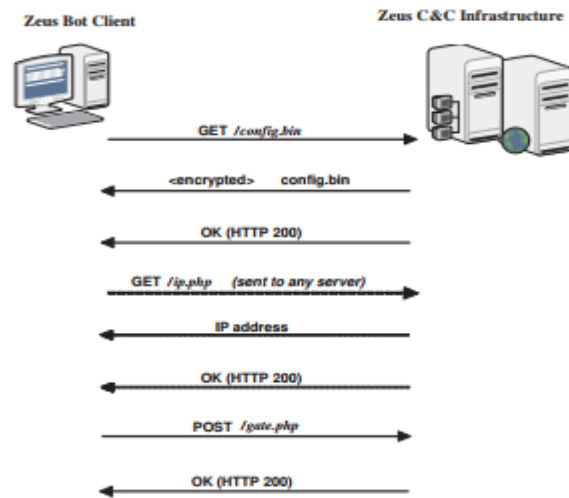 Zeus Bot Client
Zeus C&C Infrastructure
GET /config.bin
<encrypted> config.bin
OK (HTTP 200)
GET /ip.php (sent to any server)
IP address
OK (HTTP 200)
POST /gate.php
OK (HTTP 200)